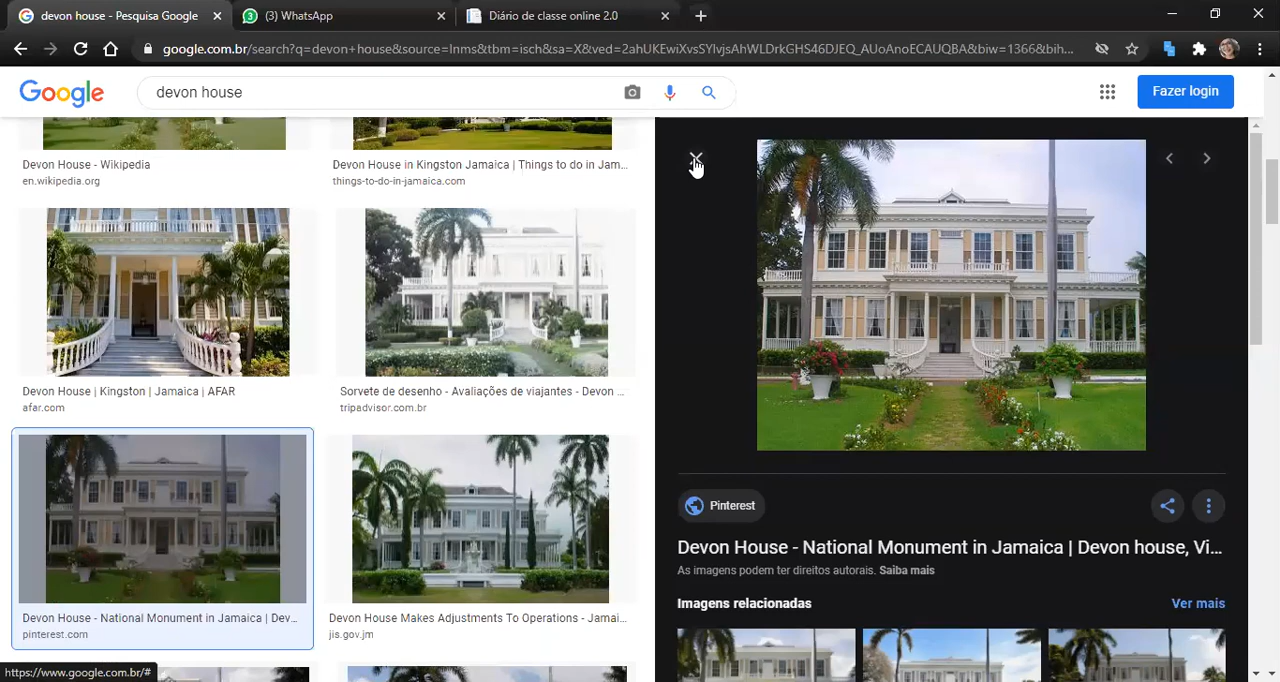 devon house - Pesquisa Google
(3) WhatsApp
Diário de classe online 2.0
google.com.br/search?q=devon+house&source=lnms&tbm=isch&sa=X&ved=2ahUKEwiXvsSYlvjsAhWLDrkGHS46DJEQ_AUoAnoECAUQBA&biw=1366&bih...
Google
devon house
Fazer login
Devon House - Wikipedia
en.wikipedia.org
Devon House in Kingston Jamaica | Things to do in Jam...
things-to-do-in-jamaica.com
Devon House | Kingston | Jamaica | AFAR
afar.com
Sorvete de desenho - Avaliações de viajantes - Devon ...
tripadvisor.com.br
Devon House - National Monument in Jamaica | Dev...
pinterest.com
Devon House Makes Adjustments To Operations - Jamai...
jis.gov.jm
Pinterest
Devon House - National Monument in Jamaica | Devon house, Vi...
As imagens podem ter direitos autorais. Saiba mais
Imagens relacionadas
Ver mais
https://www.google.com.br/#